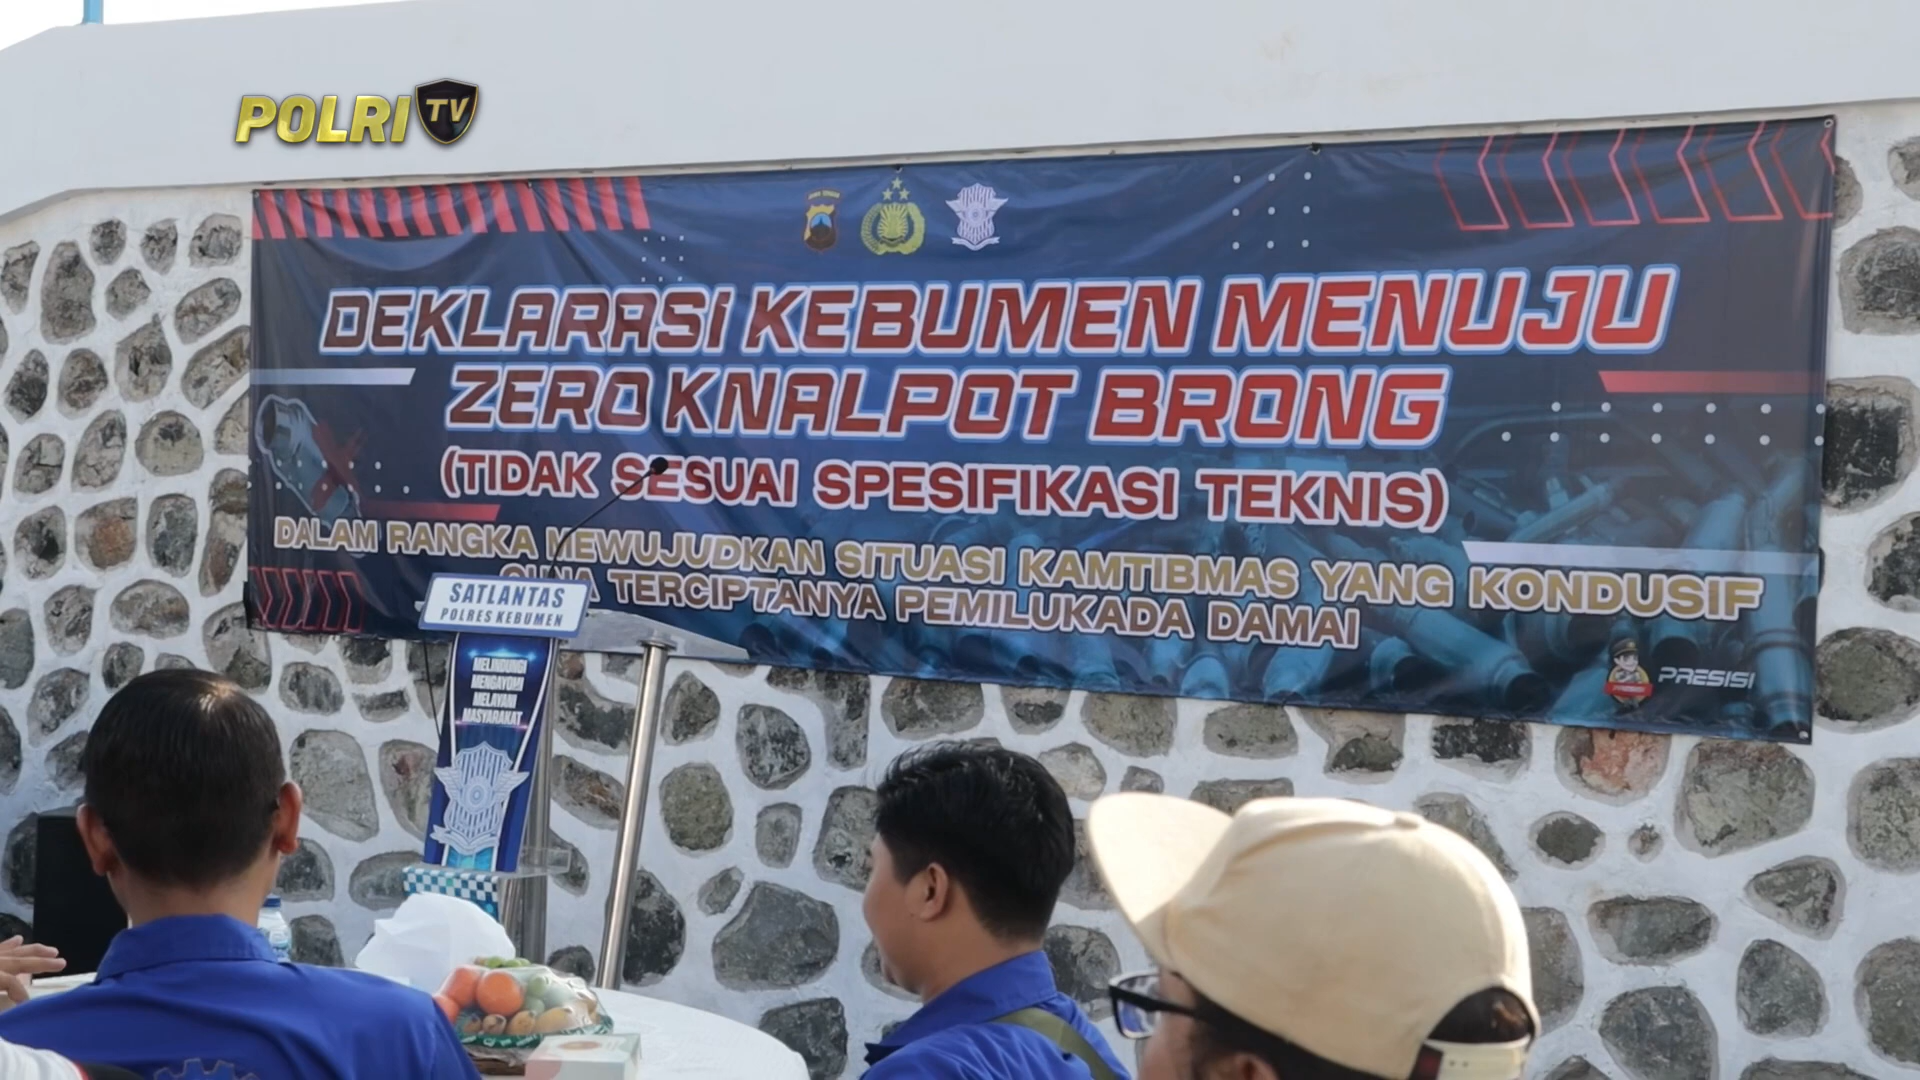 POLRI TV
DEKLARASI KEBUMEN MENUJU
ZERO KNALPOT BRONG
(TIDAK SESUAI SPESIFIKASI TEKNIS)
DALAM RANGKA MEWUJUDKAN SITUASI KAMTIBMAS YANG KONDUSIF
GUNA TERCIPTANYA PEMILUKADA DAMAI
PRESISI
SATLANTAS
POLRES KEBUMEN
MELINDUNGI
MENGAYOMI
MELAYANI
MASYARAKAT